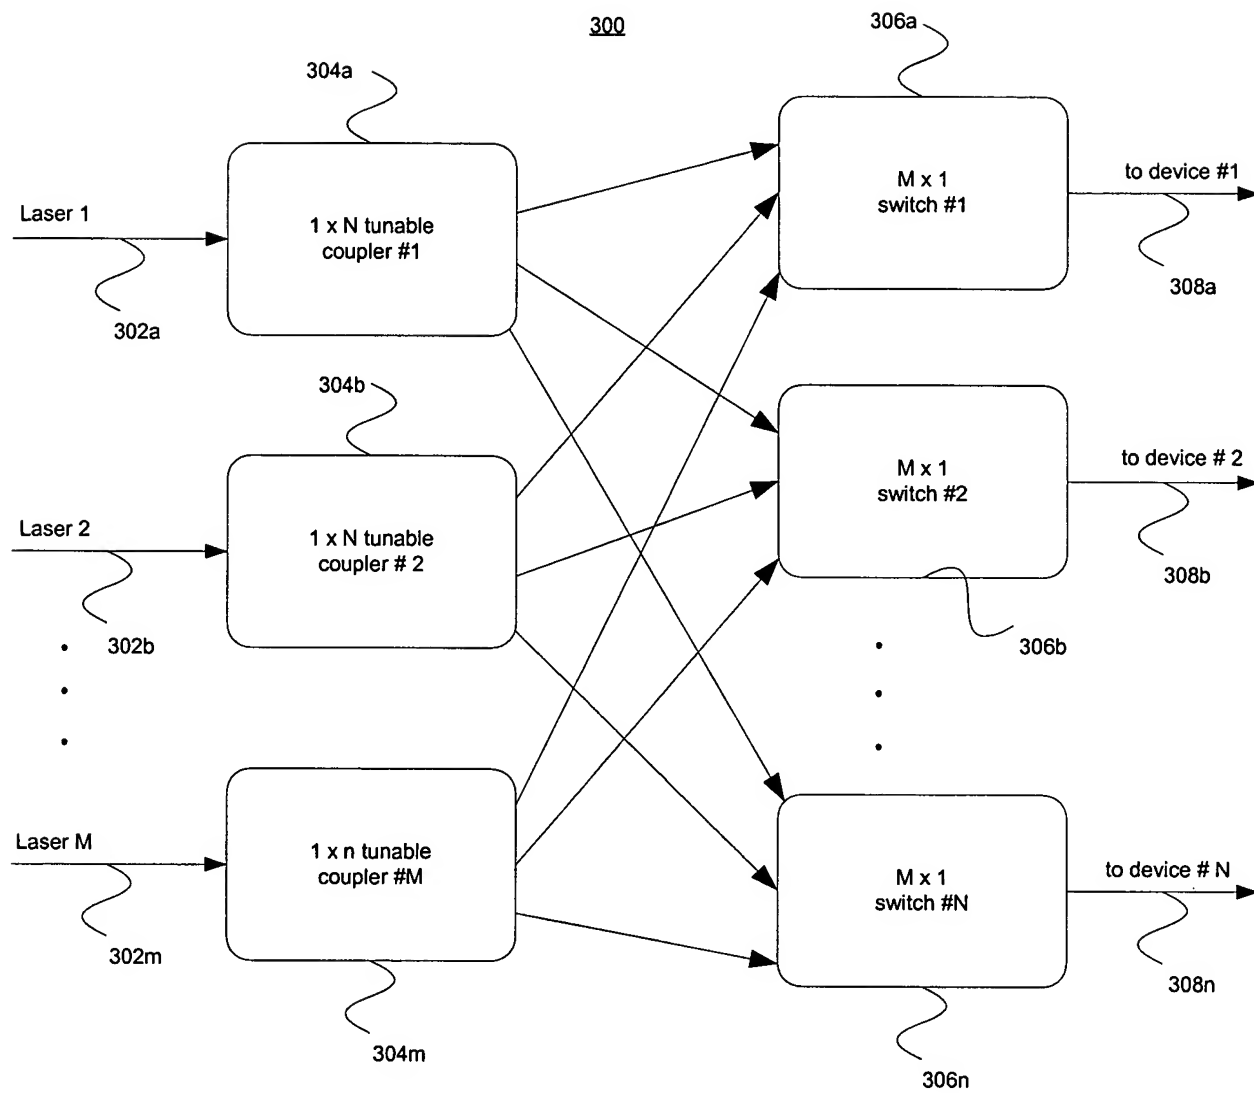 300
306a
304a
to device #1
M x 1
switch #1
Laser 1
1 x N tunable
coupler #1
308a
302a
304b
to device # 2
M x 1
switch #2
Laser 2
1 x N tunable
coupler # 2
308b
302b
306b
Laser M
1 x n tunable
coupler #M
to device # N
M x 1
switch #N
302m
308n
304m
306n